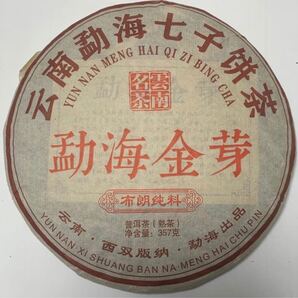 云南勐海七子饼茶
YUN NAN MENG HAI QI ZI BING CHA
雲南名茶
勐海金芽
布朗纯料
普洱茶（熟茶）
净含量：357克
云南·西双版纳·勐海出品
YUN NAN XI SHUANG BAN NA·MENG HAI CHU PIN